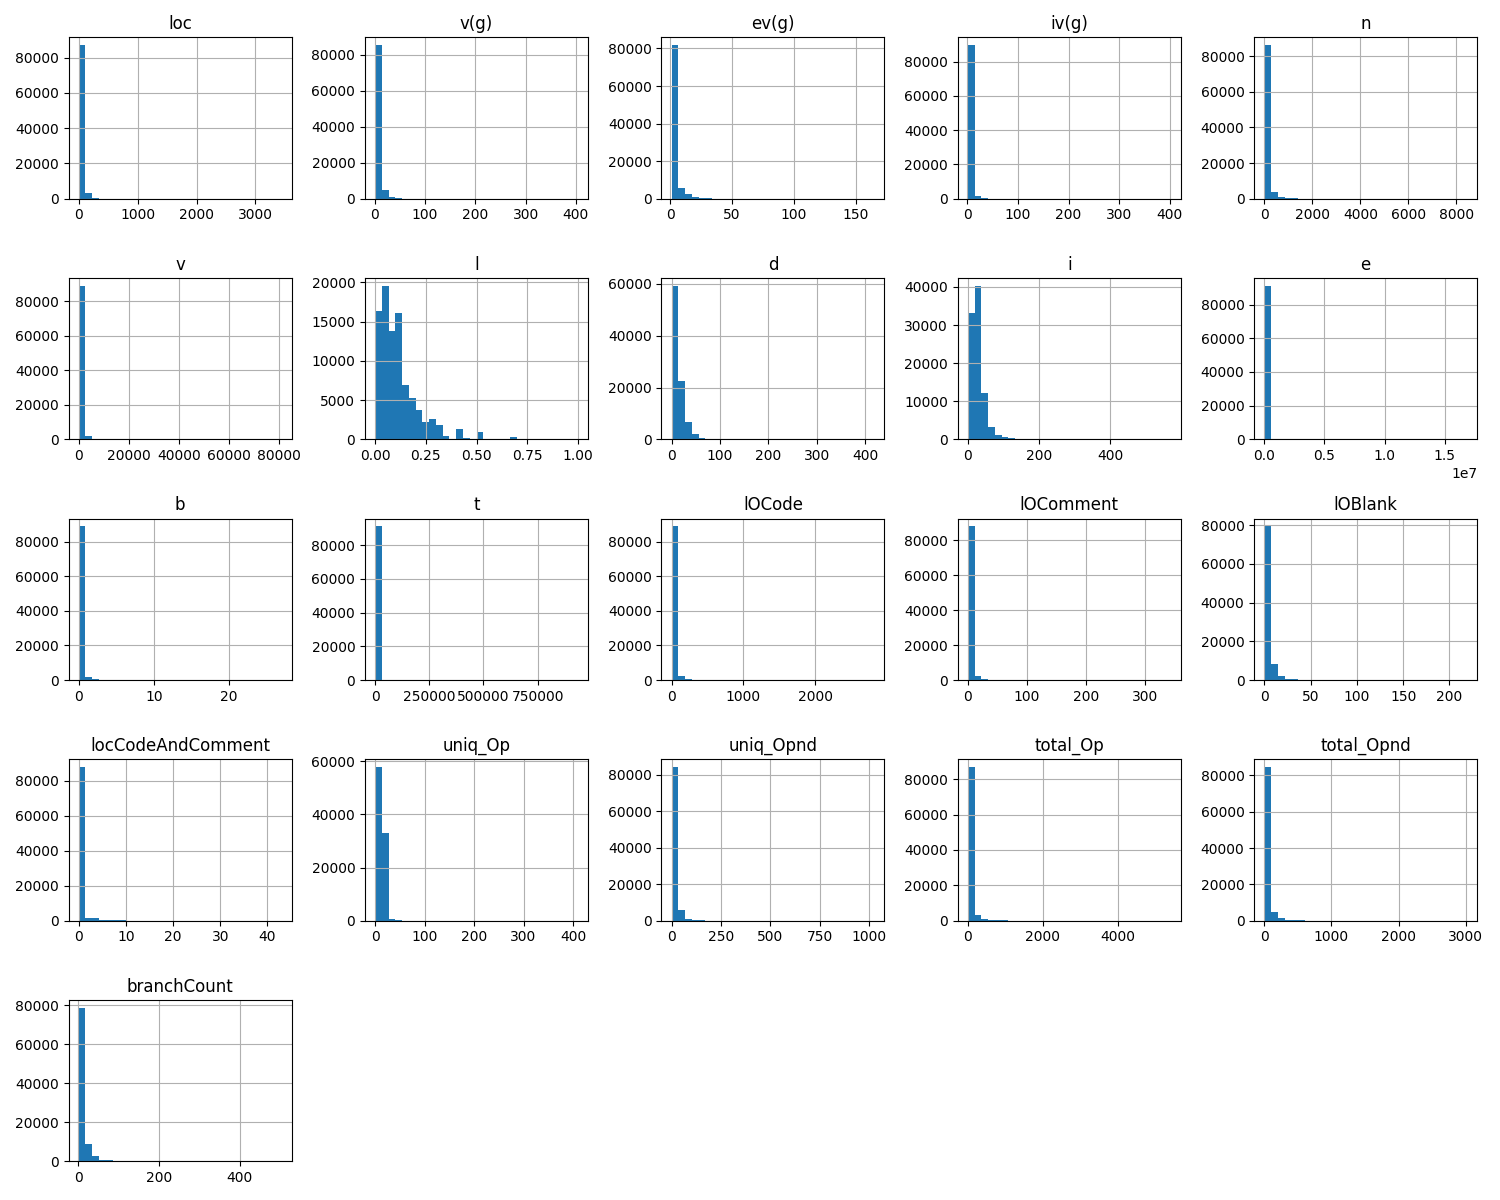 loc v(g) ev(g) iv(g) n
80000 60000 40000 20000 0
0 1000 2000 3000
80000 60000 40000 20000 0
0 100 200 300 400
80000 60000 40000 20000 0
0 50 100 150
80000 60000 40000 20000 0
0 100 200 300 400
80000 60000 40000 20000 0
0 2000 4000 6000 8000
v l d i e
80000 60000 40000 20000 0
0 20000 40000 60000 80000
20000 15000 10000 5000 0
0.00 0.25 0.50 0.75 1.00
60000 40000 20000 0
0 100 200 300 400
40000 30000 20000 10000 0
0 200 400
80000 60000 40000 20000 0
0.0 0.5 1.0 1.5
1e7
b t lOCode lOComment lOBlank
80000 60000 40000 20000 0
0 10 20
80000 60000 40000 20000 0
0 250000 500000 750000
80000 60000 40000 20000 0
0 1000 2000
80000 60000 40000 20000 0
0 100 200 300
80000 60000 40000 20000 0
0 50 100 150 200
locCodeAndComment uniq_Op uniq_Opnd total_Op total_Opnd
80000 60000 40000 20000 0
0 10 20 30 40
60000 40000 20000 0
0 100 200 300 400
80000 60000 40000 20000 0
0 250 500 750 1000
80000 60000 40000 20000 0
0 2000 4000
80000 60000 40000 20000 0
0 1000 2000 3000
branchCount
80000 60000 40000 20000 0
0 200 400